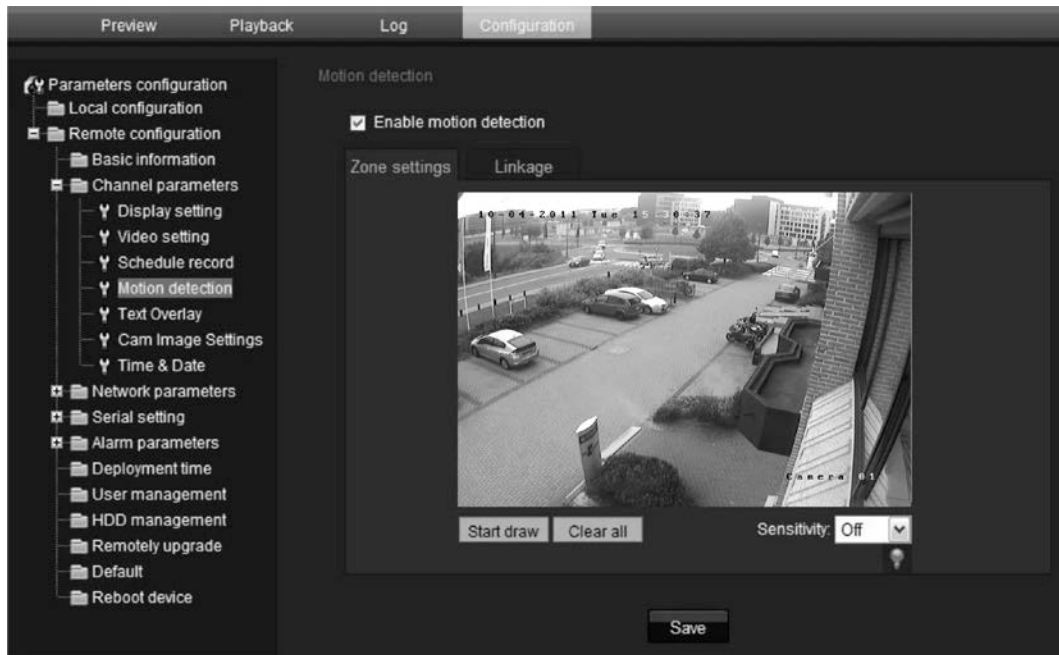 Preview Playback Log Configuration
Parameters configuration
Local configuration
Remote configuration
Basic information
Channel parameters
Display setting
Video setting
Schedule record
Motion detection
Text Overlay
Cam Image Settings
Time & Date
Network parameters
Serial setting
Alarm parameters
Deployment time
User management
HDD management
Remotely upgrade
Default
Reboot device
Motion detection
Enable motion detection
Zone settings Linkage
10-04-2011 Tue
Camera 01
Start draw Clear all Sensitivity: Off
Save